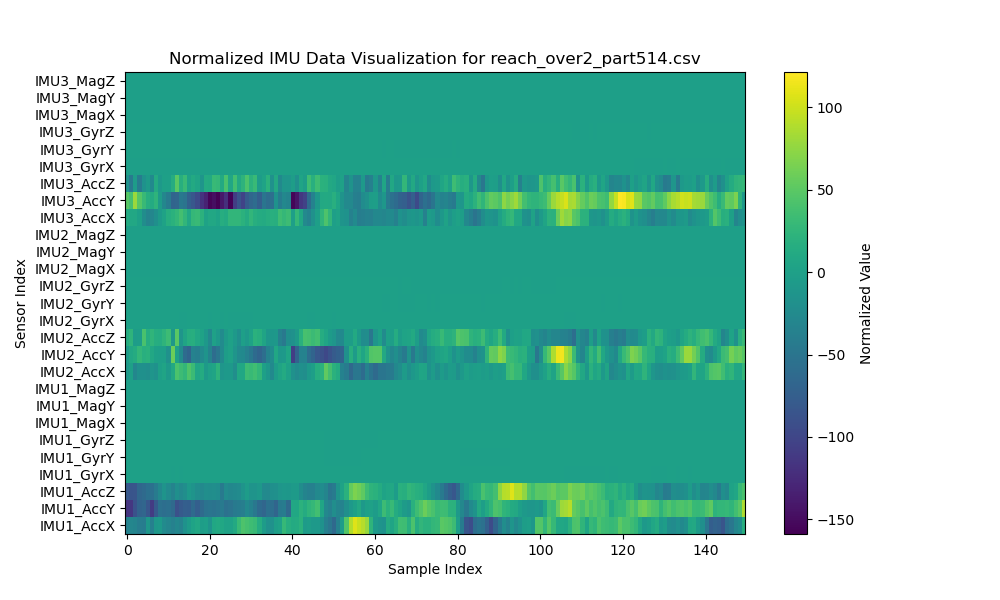 Normalized IMU Data Visualization for reach_over2_part514.csv
IMU3_MagZ
IMU3_MagY
IMU3_MagX
IMU3_GyrZ
IMU3_GyrY
IMU3_GyrX
IMU3_AccZ
IMU3_AccY
IMU3_AccX
IMU2_MagZ
IMU2_MagY
IMU2_MagX
IMU2_GyrZ
IMU2_GyrY
IMU2_GyrX
IMU2_AccZ
IMU2_AccY
IMU2_AccX
IMU1_MagZ
IMU1_MagY
IMU1_MagX
IMU1_GyrZ
IMU1_GyrY
IMU1_GyrX
IMU1_AccZ
IMU1_AccY
IMU1_AccX
Sensor Index
0 20 40 60 80 100 120 140
Sample Index
100
50
0
−50
−100
−150
Normalized Value